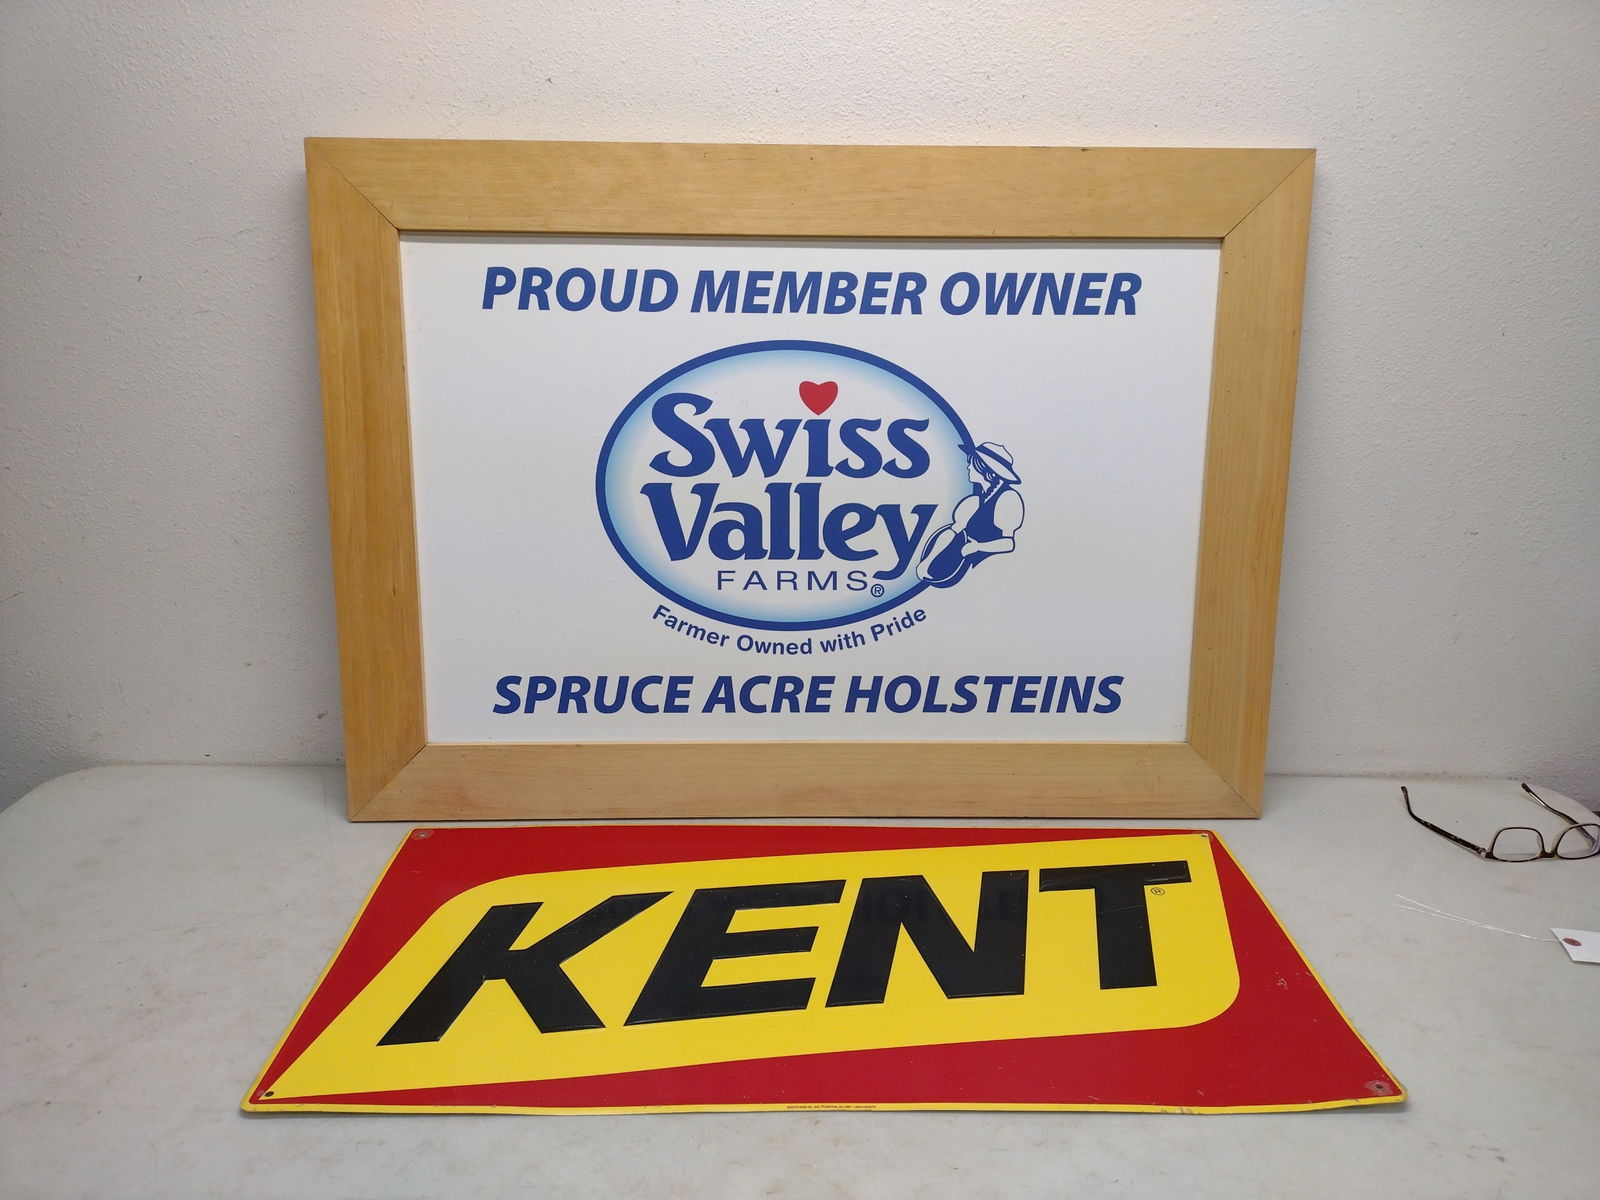 PROUD MEMBER OWNER
Swiss
Valley
FARMS®
Farmer Owned with Pride
SPRUCE ACRE HOLSTEINS
KENT®